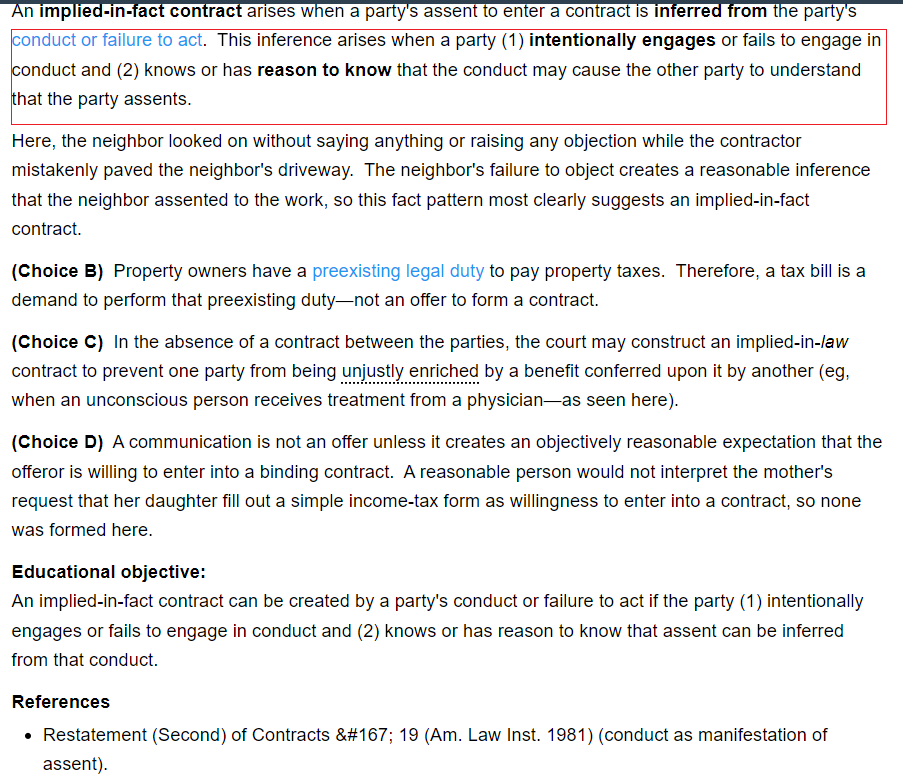 An implied-in-fact contract arises when a party's assent to enter a contract is inferred from the party's
conduct or failure to act. This inference arises when a party (1) intentionally engages or fails to engage in
conduct and (2) knows or has reason to know that the conduct may cause the other party to understand
that the party assents.
Here, the neighbor looked on without saying anything or raising any objection while the contractor
mistakenly paved the neighbor's driveway. The neighbor's failure to object creates a reasonable inference
that the neighbor assented to the work, so this fact pattern most clearly suggests an implied-in-fact
contract.
(Choice B) Property owners have a preexisting legal duty to pay property taxes. Therefore, a tax bill is a
demand to perform that preexisting duty—not an offer to form a contract.
(Choice C) In the absence of a contract between the parties, the court may construct an implied-in-law
contract to prevent one party from being unjustly enriched by a benefit conferred upon it by another (eg,
when an unconscious person receives treatment from a physician—as seen here).
(Choice D) A communication is not an offer unless it creates an objectively reasonable expectation that the
offeror is willing to enter into a binding contract. A reasonable person would not interpret the mother's
request that her daughter fill out a simple income-tax form as willingness to enter into a contract, so none
was formed here.
Educational objective:
An implied-in-fact contract can be created by a party's conduct or failure to act if the party (1) intentionally
engages or fails to engage in conduct and (2) knows or has reason to know that assent can be inferred
from that conduct.
References
• Restatement (Second) of Contracts &#167; 19 (Am. Law Inst. 1981) (conduct as manifestation of
assent).